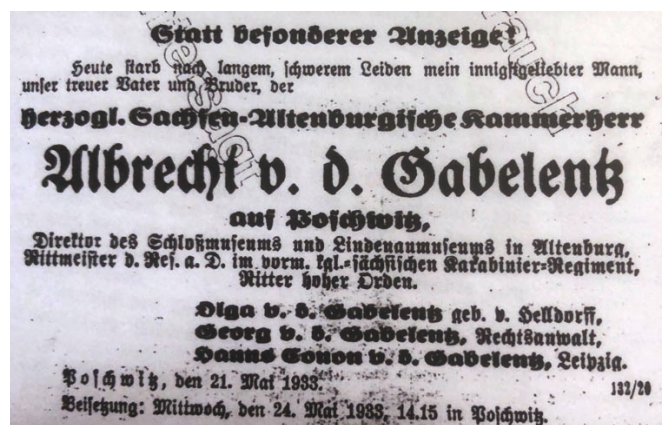 Statt besonderer Anzeige!
Heute starb nach langem, schwerem Leiden mein innigstgeliebter Mann,
unser treuer Vater und Bruder, der
herzogl. Sachsen-Altenburgische Kammerherr
Albrecht v. d. Gabelentz
auf Poschwitz,
Direktor des Schloßmuseums und Lindenaumuseums in Altenburg,
Rittmeister d. Res. a. D. im vorm. kgl.-sächsischen Karabinier-Regiment,
Ritter hoher Orden.
Olga v. d. Gabelentz geb. v. Helldorff,
Georg v. d. Gabelentz, Rechtsanwalt,
Hanns Conon v. d. Gabelentz, Leipzig.
Poschwitz, den 21. Mai 1933.
132/20
Beisetzung: Mittwoch, den 24. Mai 1933, 14.15 in Poschwitz.